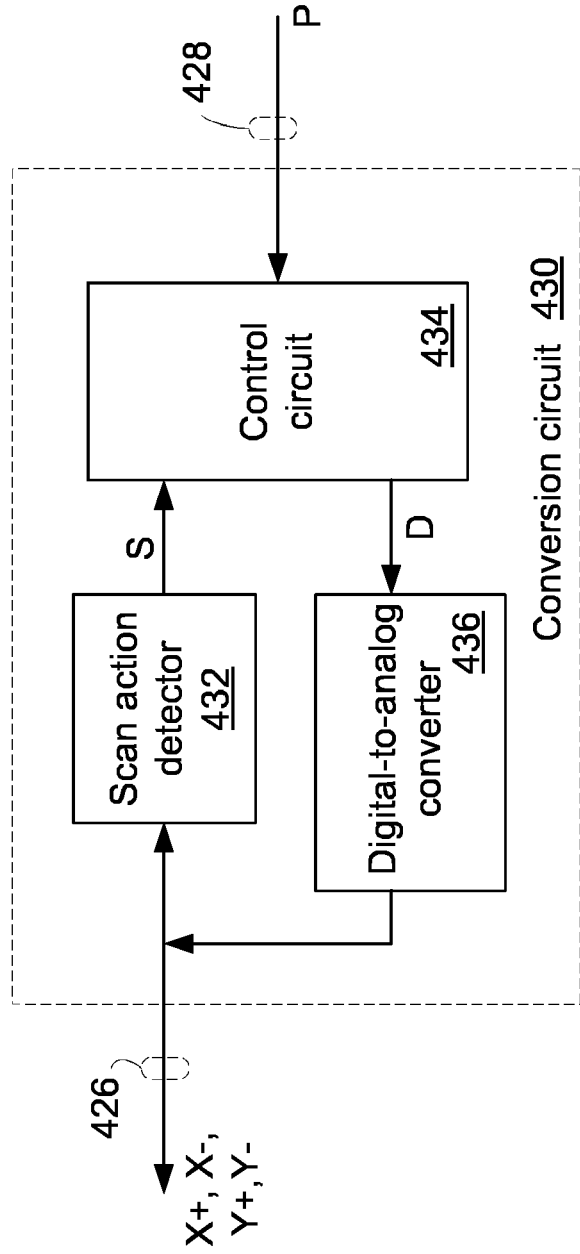 X+, X-,
Y+, Y-
426
Scan action
detector
432
S
Control
circuit
434
428
P
D
Digital-to-analog
converter
436
Conversion circuit 430